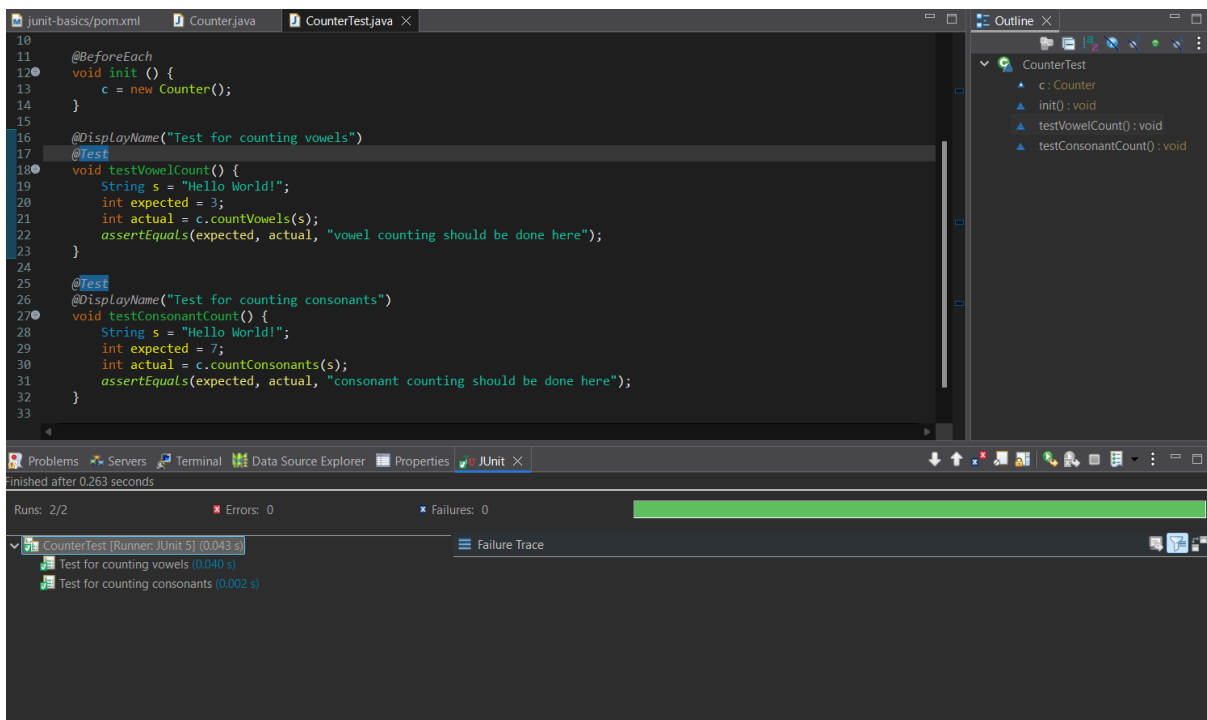 junit-basics/pom.xml Counter.java CounterTest.java
10
11 @BeforeEach
12 void init () {
13 c = new Counter();
14 }
15
16 @DisplayName("Test for counting vowels")
17 @Test
18 void testVowelCount() {
19 String s = "Hello World!";
20 int expected = 3;
21 int actual = c.countVowels(s);
22 assertEquals(expected, actual, "vowel counting should be done here");
23 }
24
25 @Test
26 @DisplayName("Test for counting consonants")
27 void testConsonantCount() {
28 String s = "Hello World!";
29 int expected = 7;
30 int actual = c.countConsonants(s);
31 assertEquals(expected, actual, "consonant counting should be done here");
32 }
33
Outline
CounterTest
c : Counter
init() : void
testVowelCount() : void
testConsonantCount() : void
Problems Servers Terminal Data Source Explorer Properties JUnit
Finished after 0.263 seconds
Runs: 2/2 Errors: 0 Failures: 0
CounterTest [Runner: JUnit 5] (0.043 s)
Test for counting vowels (0.040 s)
Test for counting consonants (0.002 s)
Failure Trace